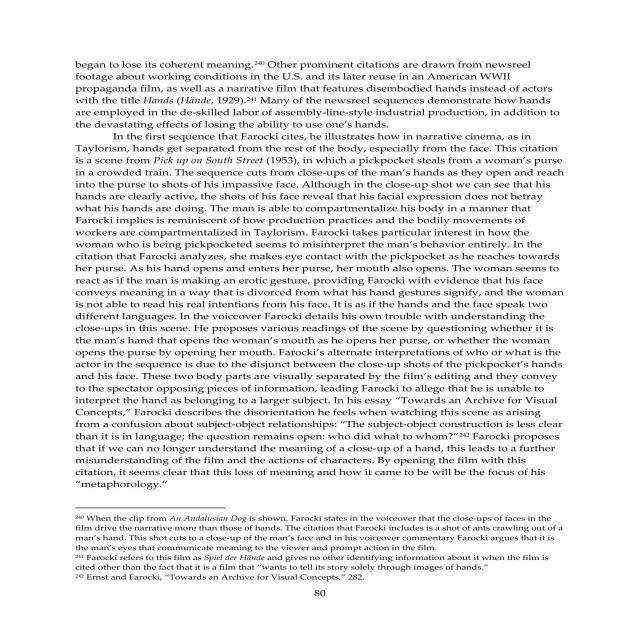 began to lose its coherent meaning.240 Other prominent citations are drawn from newsreel
footage about working conditions in the U.S. and its later reuse in an American WWII
propaganda film, as well as a narrative film that features disembodied hands instead of actors
with the title Hands (Hände, 1929).241 Many of the newsreel sequences demonstrate how hands
are employed in the de-skilled labor of assembly-line-style industrial production, in addition to
the devastating effects of losing the ability to use one's hands.
In the first sequence that Farocki cites, he illustrates how in narrative cinema, as in
Taylorism, hands get separated from the rest of the body, especially from the face. This citation
is a scene from Pick up on South Street (1953), in which a pickpocket steals from a woman's purse
in a crowded train. The sequence cuts from close-ups of the man's hands as they open and reach
into the purse to shots of his impassive face. Although in the close-up shot we can see that his
hands are clearly active, the shots of his face reveal that his facial expression does not betray
what his hands are doing. The man is able to compartmentalize his body in a manner that
Farocki implies is reminiscent of how production practices and the bodily movements of
workers are compartmentalized in Taylorism. Farocki takes particular interest in how the
woman who is being pickpocketed seems to misinterpret the man's behavior entirely. In the
citation that Farocki analyzes, she makes eye contact with the pickpocket as he reaches towards
her purse. As his hand opens and enters her purse, her mouth also opens. The woman seems to
react as if the man is making an erotic gesture, providing Farocki with evidence that his face
conveys meaning in a way that is divorced from what his hand gestures signify, and the woman
is not able to read his real intentions from his face. It is as if the hands and the face speak two
different languages. In the voiceover Farocki details his own trouble with understanding the
close-ups in this scene. He proposes various readings of the scene by questioning whether it is
the man's hand that opens the woman's mouth as he opens her purse, or whether the woman
opens the purse by opening her mouth. Farocki's alternate interpretations of who or what is the
actor in the sequence is due to the disjunct between the close-up shots of the pickpocket's hands
and his face. These two body parts are visually separated by the film's editing and they convey
to the spectator opposing pieces of information, leading Farocki to allege that he is unable to
interpret the hand as belonging to a larger subject. In his essay "Towards an Archive for Visual
Concepts," Farocki describes the disorientation he feels when watching this scene as arising
from a confusion about subject-object relationships: "The subject-object construction is less clear
than it is in language; the question remains open: who did what to whom?"242 Farocki proposes
that if we can no longer understand the meaning of a close-up of a hand, this leads to a further
misunderstanding of the film and the actions of characters. By opening the film with this
citation, it seems clear that this loss of meaning and how it came to be will be the focus of his
"metaphorology."
240 When the clip from An Andalusian Dog is shown, Farocki states in the voiceover that the close-ups of faces in the
film drive the narrative more than those of hands. The citation that Farocki includes is a shot of ants crawling out of a
man's hand. This shot cuts to a close-up of the man's face and in his voiceover commentary Farocki argues that it is
the man's eyes that communicate meaning to the viewer and prompt action in the film.
241 Farocki refers to this film as Spiel der Hände and gives no other identifying information about it when the film is
cited other than the fact that it is a film that "wants to tell its story solely through images of hands."
242 Ernst and Farocki, "Towards an Archive for Visual Concepts," 282.
80